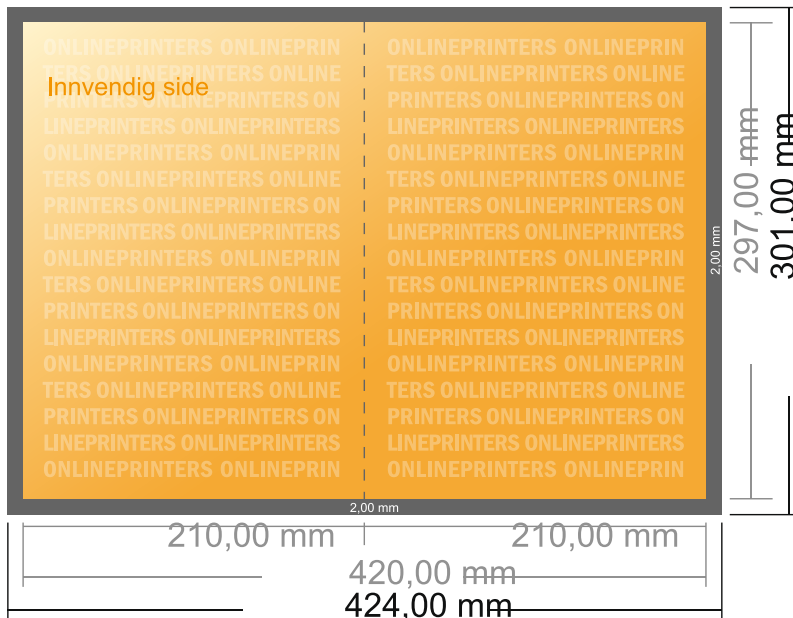 ONLINEPRINTERS ONLINEPRIN
TERS ONLINEPRINTERS ONLINE
Innvendig side
PRINTERS ONLINEPRINTERS ON
LINEPRINTERS ONLINEPRINTERS
ONLINEPRINTERS ONLINEPRIN
TERS ONLINEPRINTERS ONLINE
PRINTERS ONLINEPRINTERS ON
LINEPRINTERS ONLINEPRINTERS
ONLINEPRINTERS ONLINEPRIN
TERS ONLINEPRINTERS ONLINE
PRINTERS ONLINEPRINTERS ON
LINEPRINTERS ONLINEPRINTERS
ONLINEPRINTERS ONLINEPRIN
TERS ONLINEPRINTERS ONLINE
PRINTERS ONLINEPRINTERS ON
LINEPRINTERS ONLINEPRINTERS
ONLINEPRINTERS ONLINEPRIN
ONLINEPRINTERS ONLINEPRIN
TERS ONLINEPRINTERS ONLINE
PRINTERS ONLINEPRINTERS ON
LINEPRINTERS ONLINEPRINTERS
ONLINEPRINTERS ONLINEPRIN
TERS ONLINEPRINTERS ONLINE
PRINTERS ONLINEPRINTERS ON
LINEPRINTERS ONLINEPRINTERS
ONLINEPRINTERS ONLINEPRIN
TERS ONLINEPRINTERS ONLINE
PRINTERS ONLINEPRINTERS ON
LINEPRINTERS ONLINEPRINTERS
ONLINEPRINTERS ONLINEPRIN
TERS ONLINEPRINTERS ONLINE
PRINTERS ONLINEPRINTERS ON
LINEPRINTERS ONLINEPRINTERS
ONLINEPRINTERS ONLINEPRIN
2,00 mm
297,00 mm
301,00 mm
2,00 mm
210,00 mm
210,00 mm
420,00 mm
424,00 mm